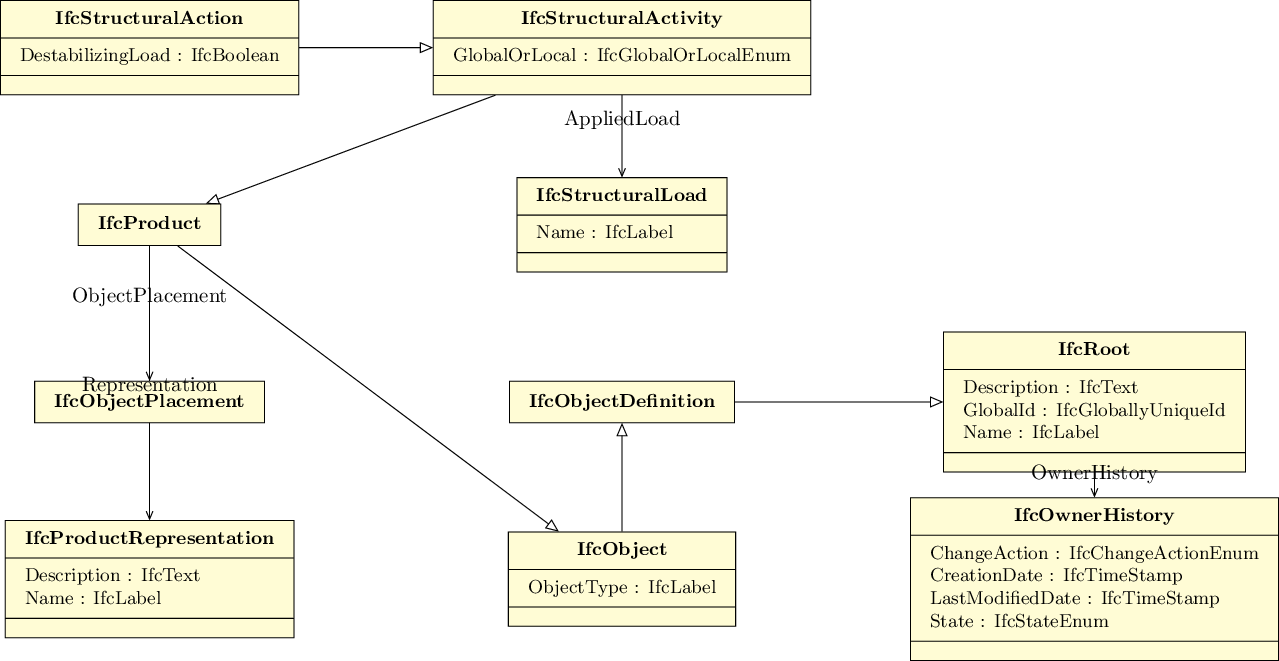 IfcStructuralAction
DestabilizingLoad : IfcBoolean
IfcStructuralActivity
GlobalOrLocal : IfcGlobalOrLocalEnum
AppliedLoad
IfcStructuralLoad
Name : IfcLabel
IfcProduct
ObjectPlacement
Representation
IfcObjectPlacement
IfcObjectDefinition
IfcRoot
Description : IfcText
GlobalId : IfcGloballyUniqueId
Name : IfcLabel
OwnerHistory
IfcProductRepresentation
Description : IfcText
Name : IfcLabel
IfcObject
ObjectType : IfcLabel
IfcOwnerHistory
ChangeAction : IfcChangeActionEnum
CreationDate : IfcTimeStamp
LastModifiedDate : IfcTimeStamp
State : IfcStateEnum